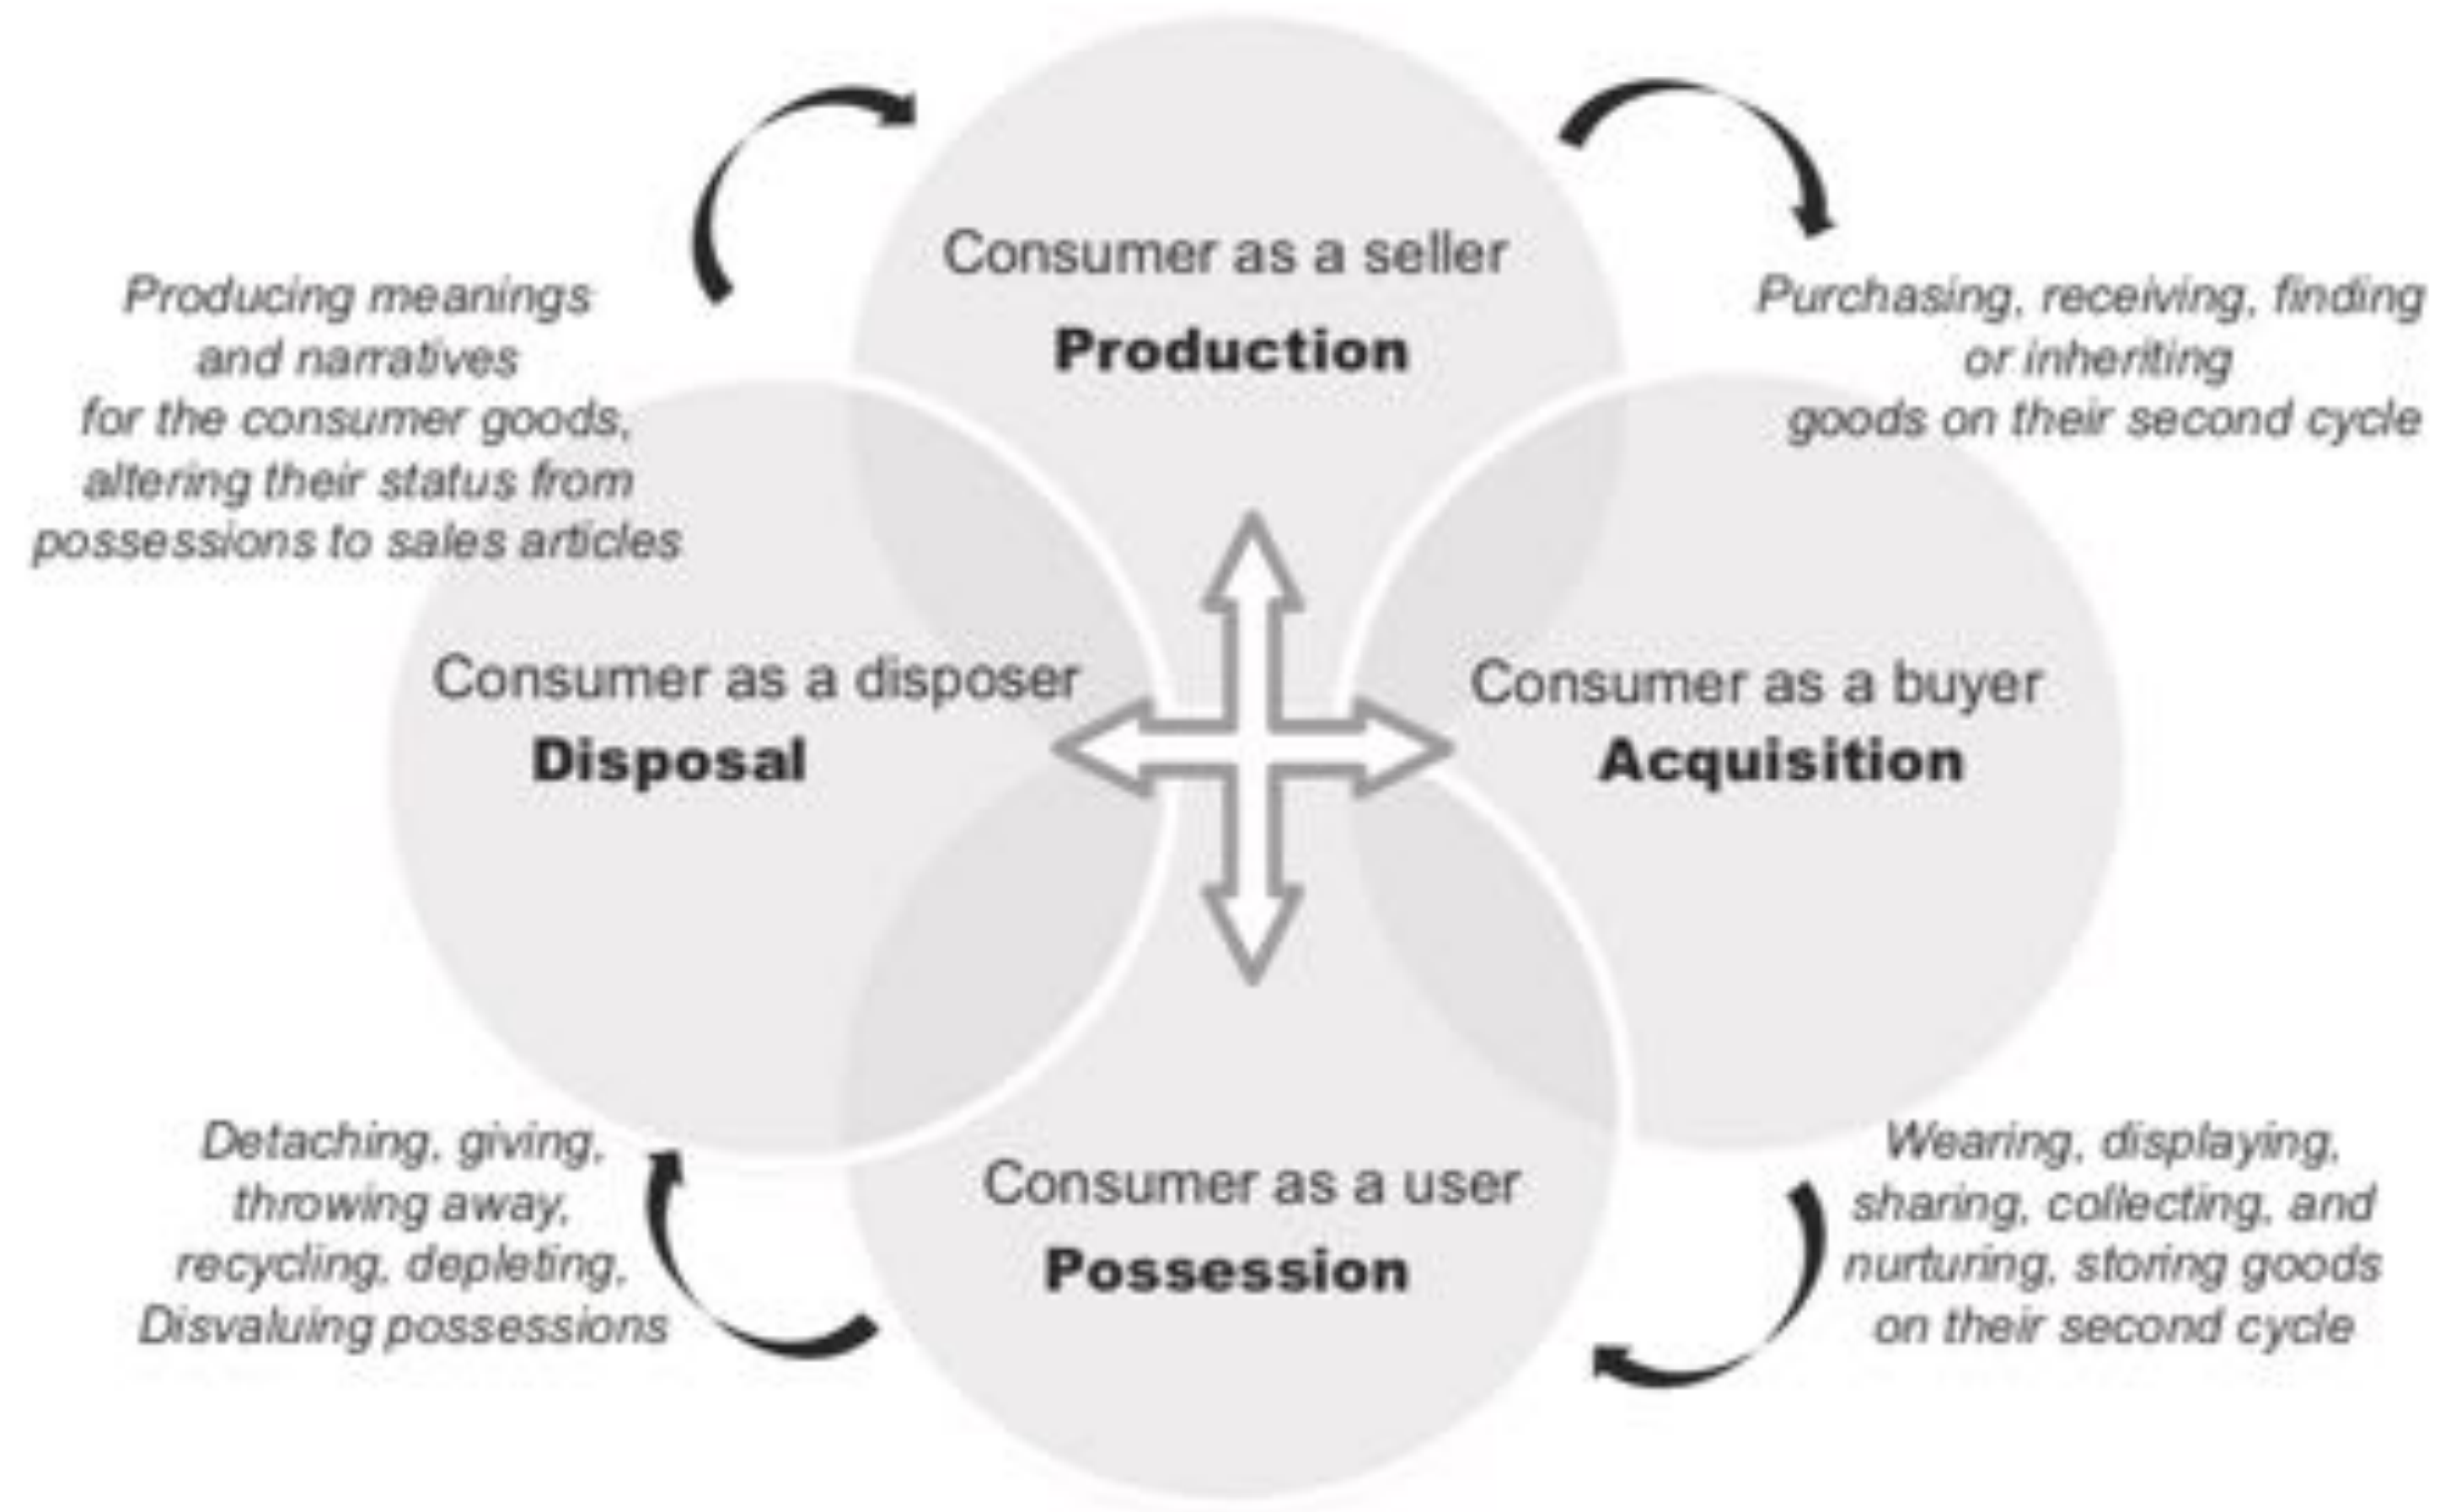 Consumer as a seller
Production
Producing meanings
and narratives
for the consumer goods,
altering their status from
possessions to sales articles
Purchasing, receiving, finding
or inheriting
goods on their second cycle
Consumer as a disposer
Disposal
Consumer as a buyer
Acquisition
Detaching, giving,
throwing away,
recycling, depleting,
Disvaluing possessions
Consumer as a user
Possession
Wearing, displaying,
sharing, collecting, and
nurturing, storing goods
on their second cycle